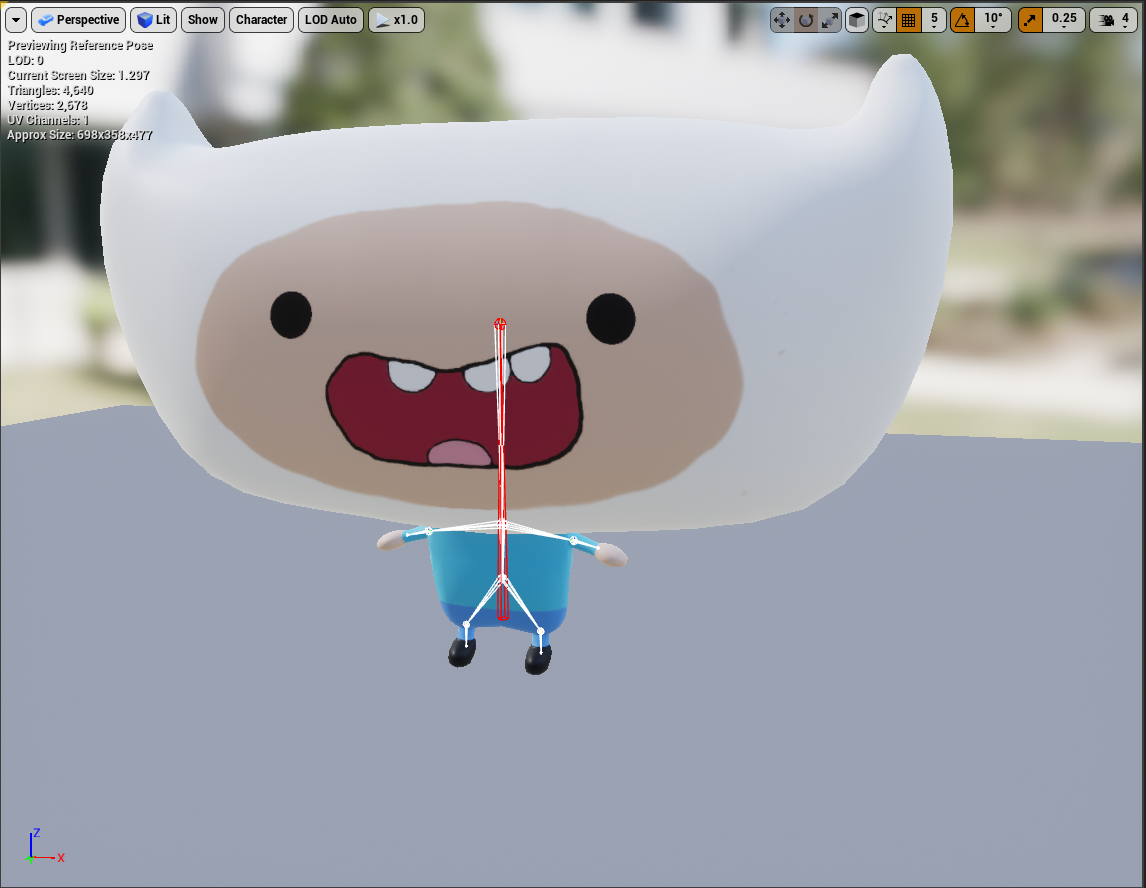 Perspective Lit Show Character LOD Auto x1.0 5 10° 0.25 4
Previewing Reference Pose
LOD: 0
Current Screen Size: 1.297
Triangles: 4,640
Vertices: 2,678
UV Channels: 1
Approx Size: 698x358x477
Z
X